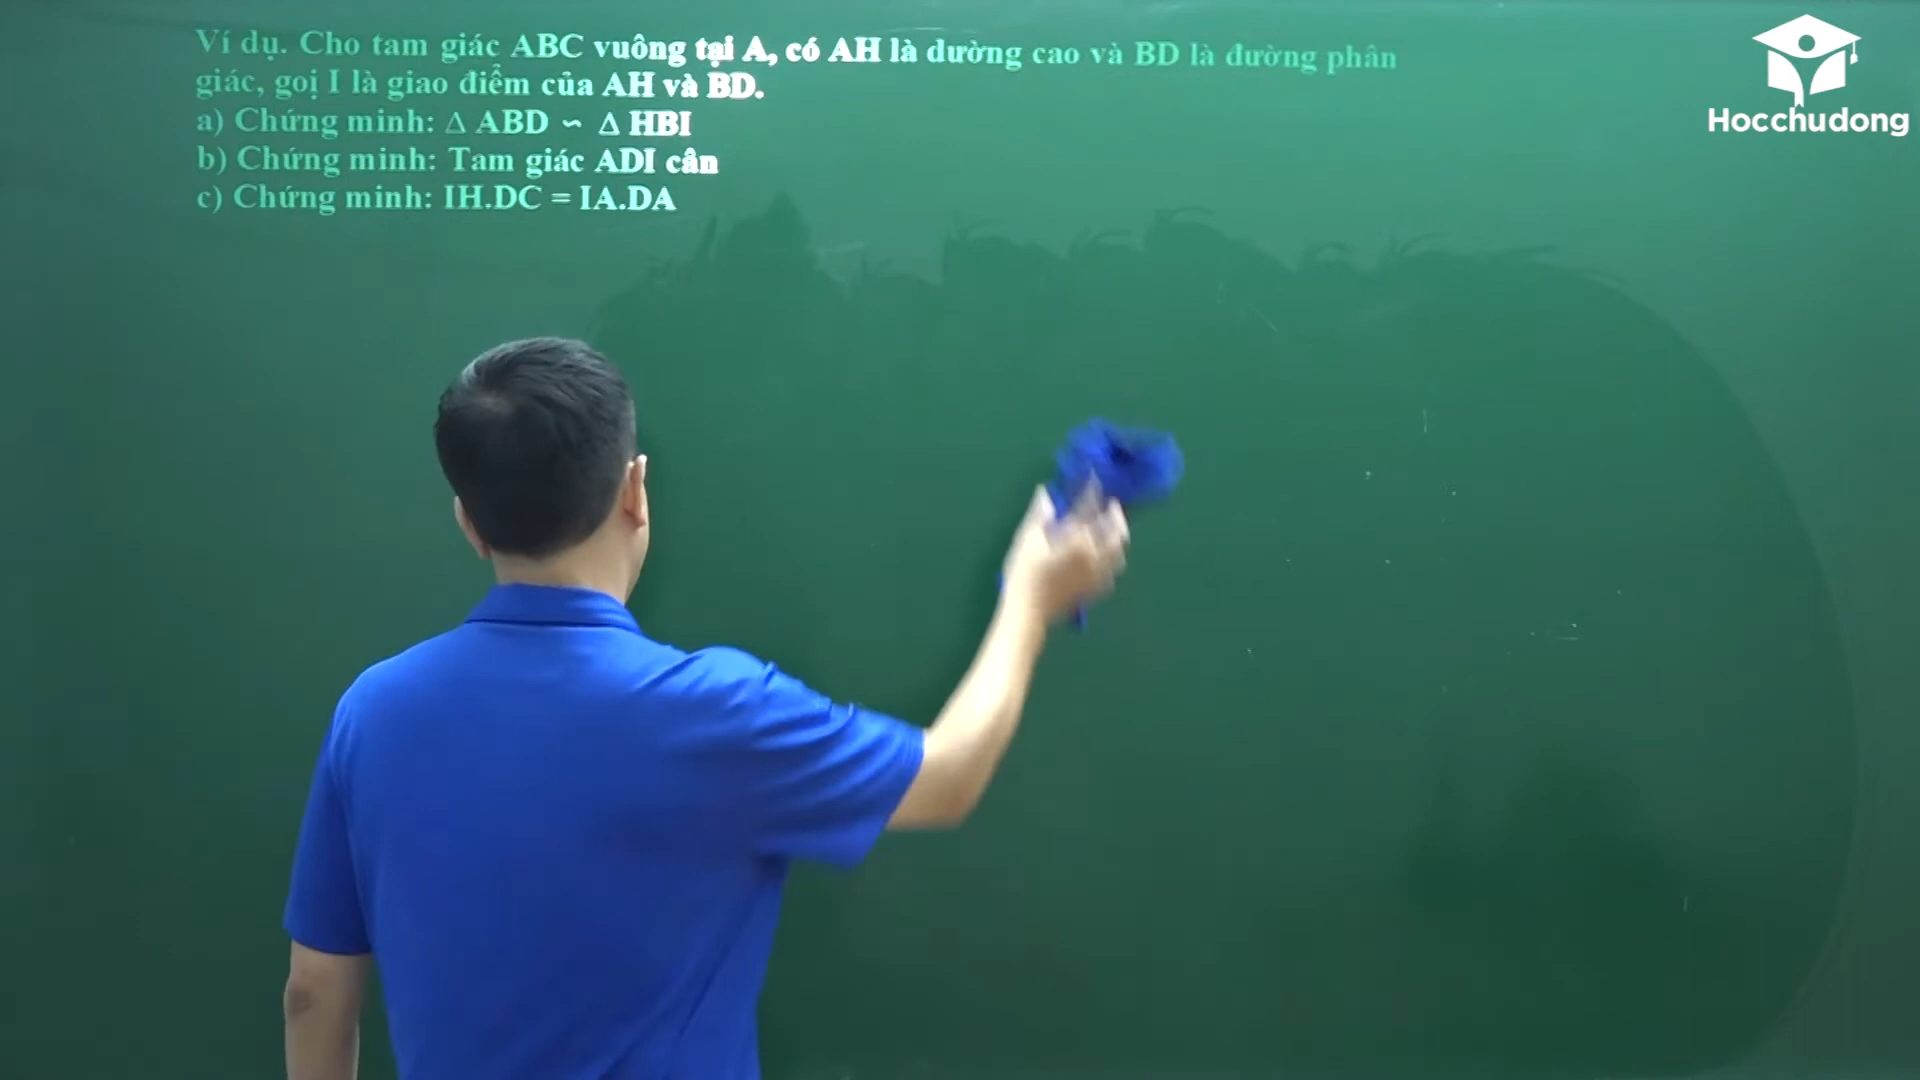 Ví dụ. Cho tam giác ABC vuông tại A, có AH là dường cao và BD là đường phân
giác, goị I là giao điểm của AH và BD.
a) Chứng minh: Δ ABD ∽ Δ HBI
b) Chứng minh: Tam giác ADI cân
c) Chứng minh: IH.DC = IA.DA
Hocchudong